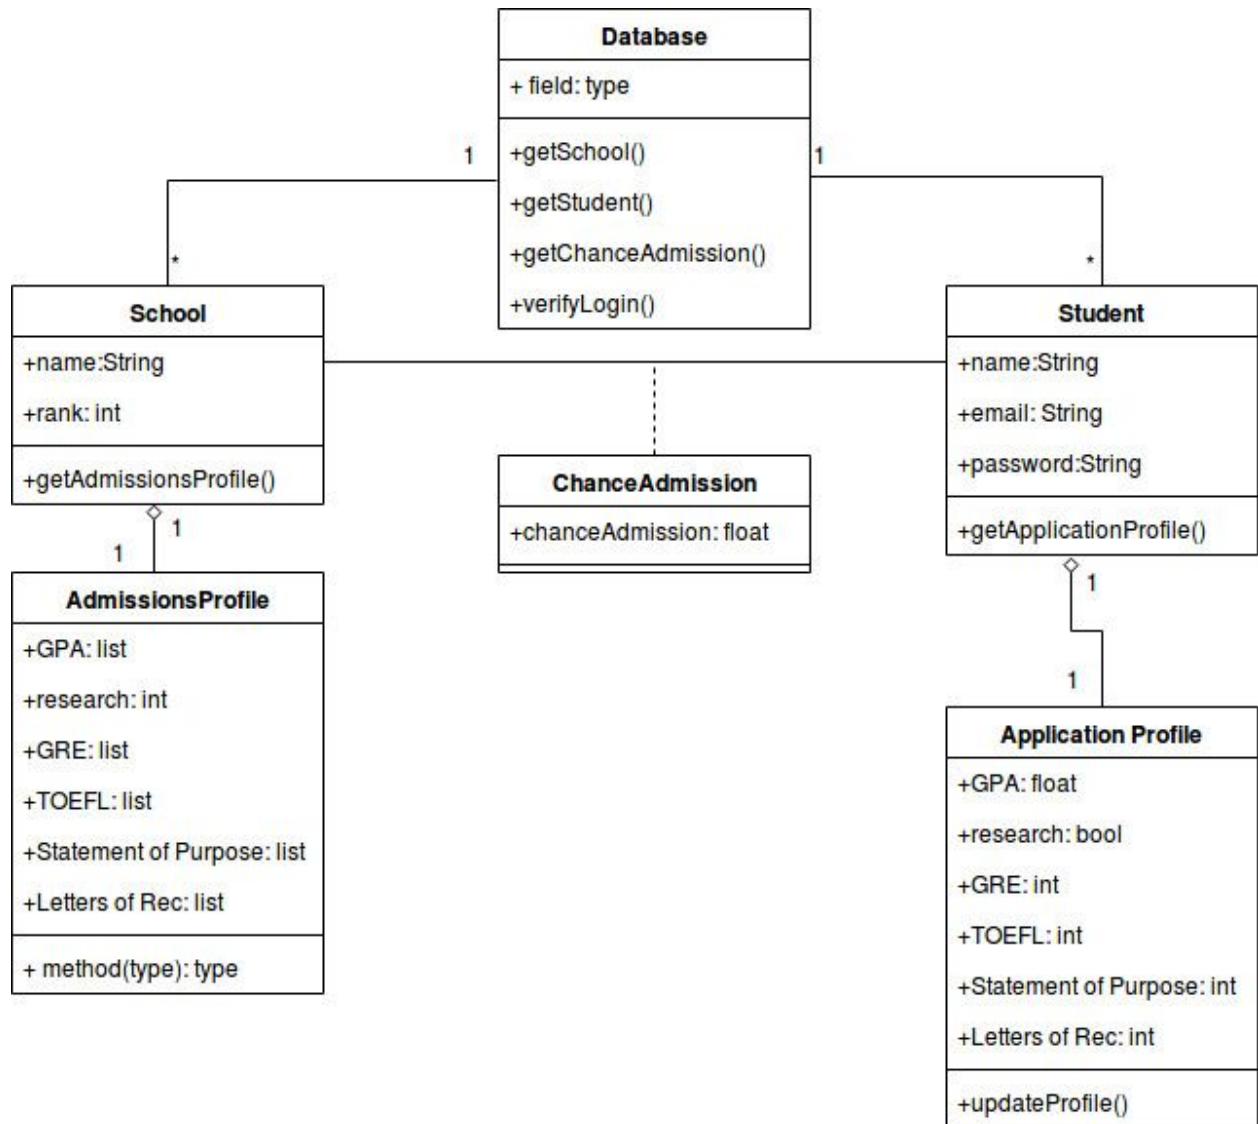 Database
+ field: type
+getSchool()
+getStudent()
+getChanceAdmission()
+verifyLogin()
1
1
*
*
School
+name:String
+rank: int
+getAdmissionsProfile()
1
1
AdmissionsProfile
+GPA: list
+research: int
+GRE: list
+TOEFL: list
+Statement of Purpose: list
+Letters of Rec: list
+ method(type): type
ChanceAdmission
+chanceAdmission: float
Student
+name:String
+email: String
+password:String
+getApplicationProfile()
1
1
Application Profile
+GPA: float
+research: bool
+GRE: int
+TOEFL: int
+Statement of Purpose: int
+Letters of Rec: int
+updateProfile()